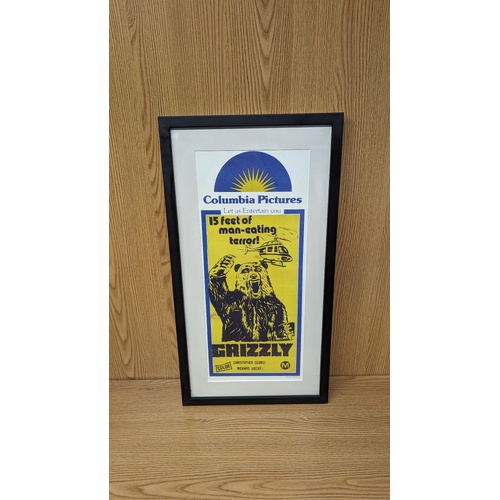 Columbia Pictures
Let us Entertain you
15 feet of
man-eating
terror!
GRIZZLY
COLOR
CHRISTOPHER GEORGE
RICHARD JAECKEL
M